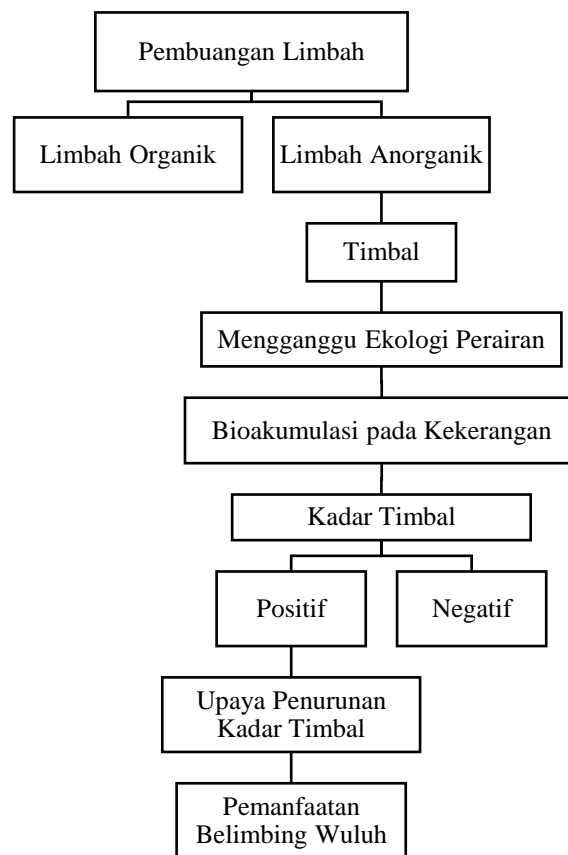 Pembuangan Limbah
Limbah Organik
Limbah Anorganik
Timbal
Mengganggu Ekologi Perairan
Bioakumulasi pada Kekerangan
Kadar Timbal
Positif
Negatif
Upaya Penurunan
Kadar Timbal
Pemanfaatan
Belimbing Wuluh